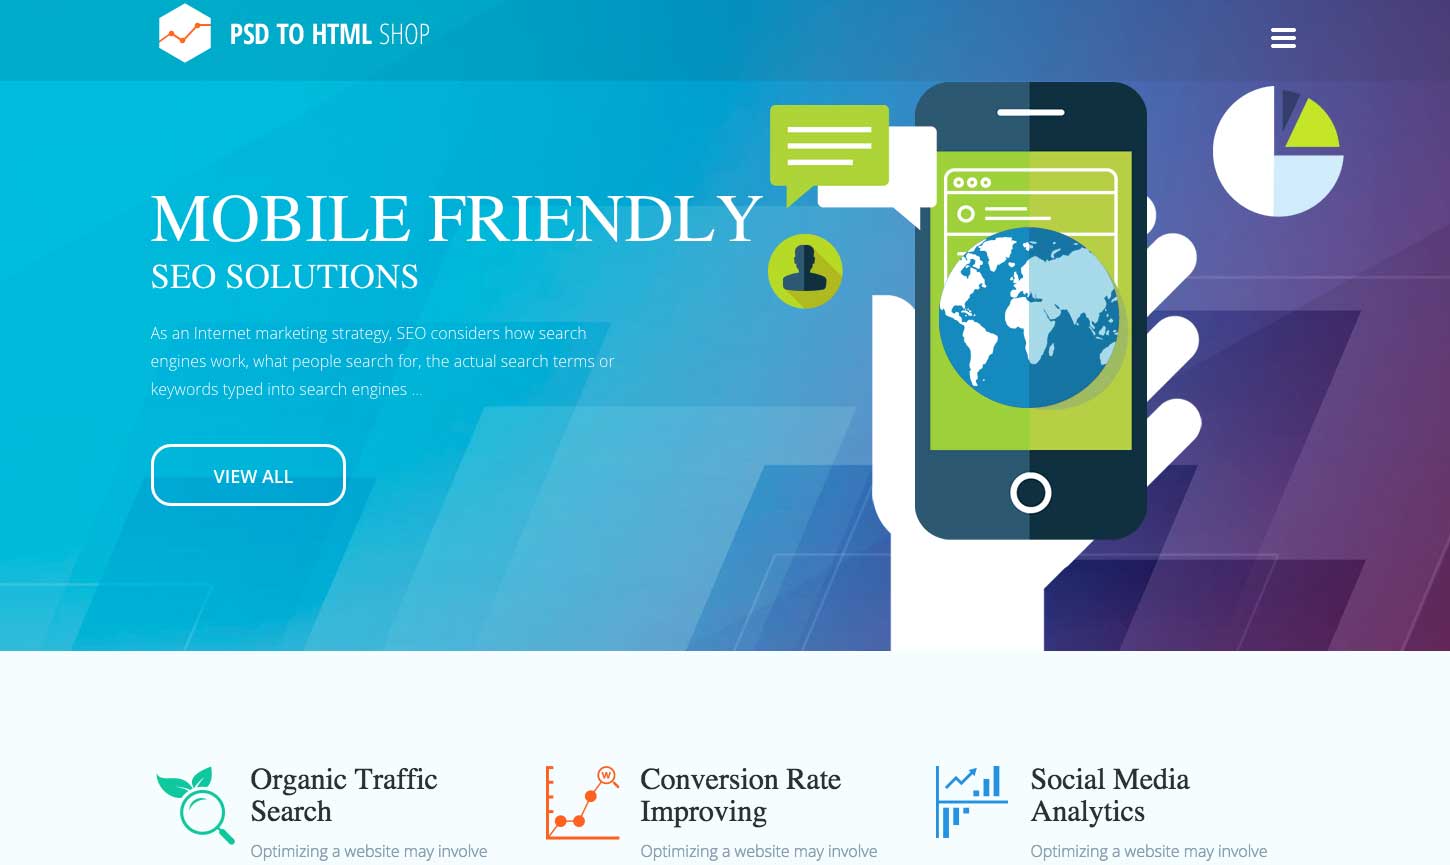 PSD TO HTML SHOP
MOBILE FRIENDLY
SEO SOLUTIONS
As an Internet marketing strategy, SEO considers how search
engines work, what people search for, the actual search terms or
keywords typed into search engines ...
VIEW ALL
Organic Traffic
Search
Optimizing a website may involve
W
Conversion Rate
Improving
Optimizing a website may involve
Social Media
Analytics
Optimizing a website may involve